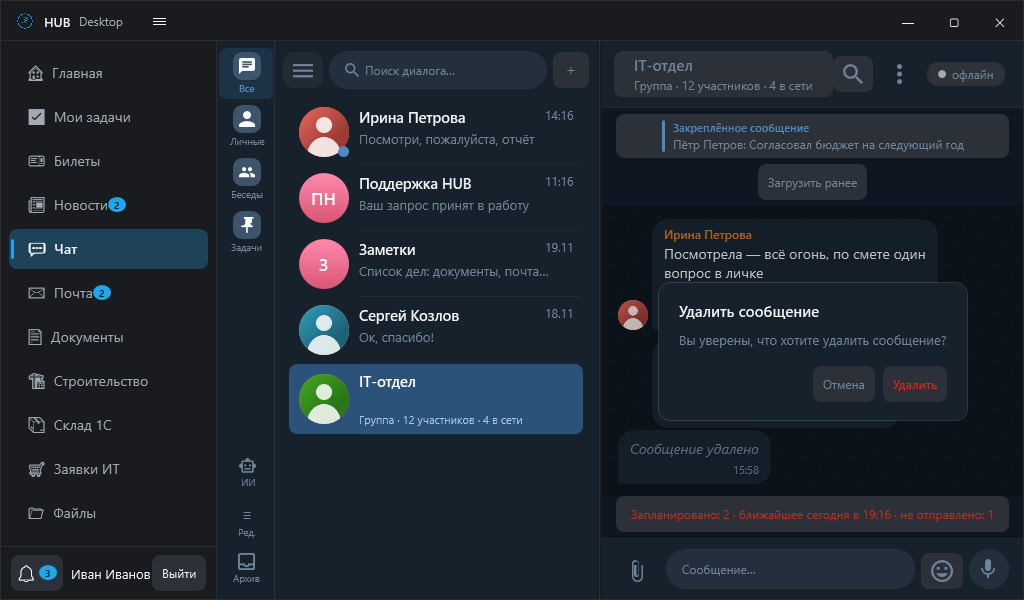 HUB Desktop
Главная
Мои задачи
Билеты
Новости 2
Чат
Почта 2
Документы
Строительство
Склад 1С
Заявки ИТ
Файлы
3 Иван Иванов Выйти
Все
Личные
Беседы
Задачи
ИИ
Ред.
Архив
Поиск диалога...
+
Ирина Петрова 14:16
Посмотри, пожалуйста, отчёт
ПН
Поддержка HUB 11:16
Ваш запрос принят в работу
З
Заметки 19.11
Список дел: документы, почта...
Сергей Козлов 18.11
Ок, спасибо!
IT-отдел
Группа · 12 участников · 4 в сети
IT-отдел
Группа · 12 участников · 4 в сети
офлайн
Закреплённое сообщение
Пётр Петров: Согласовал бюджет на следующий год
Загрузить ранее
Ирина Петрова
Посмотрела — всё огонь, по смете один
вопрос в личке
Удалить сообщение
Вы уверены, что хотите удалить сообщение?
Отмена Удалить
Сообщение удалено
15:58
Запланировано: 2 · ближайшее сегодня в 19:16 · не отправлено: 1
Сообщение...